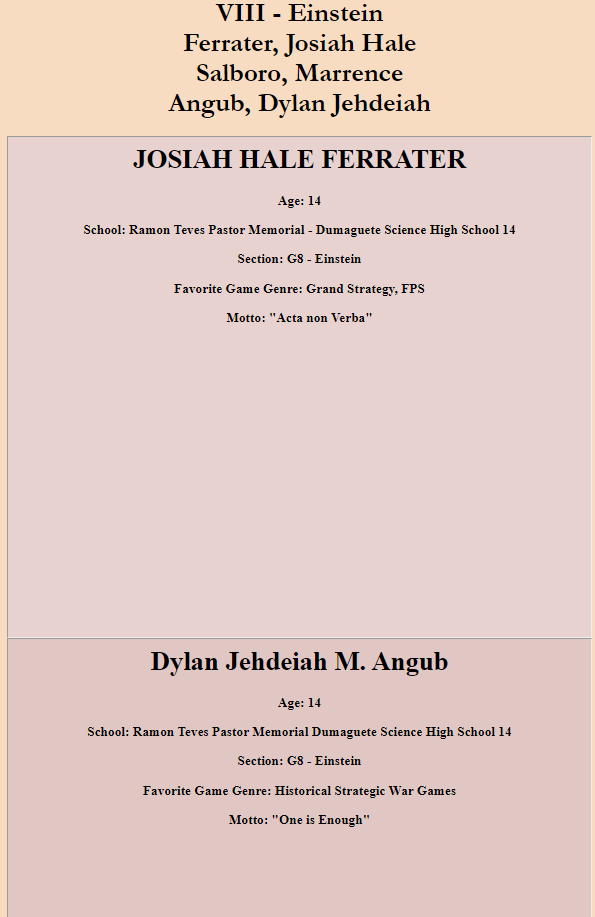 VIII - Einstein
Ferrater, Josiah Hale
Salboro, Marrence
Angub, Dylan Jehdeiah
JOSIAH HALE FERRATER
Age: 14
School: Ramon Teves Pastor Memorial - Dumaguete Science High School 14
Section: G8 - Einstein
Favorite Game Genre: Grand Strategy, FPS
Motto: "Acta non Verba"
Dylan Jehdeiah M. Angub
Age: 14
School: Ramon Teves Pastor Memorial Dumaguete Science High School 14
Section: G8 - Einstein
Favorite Game Genre: Historical Strategic War Games
Motto: "One is Enough"